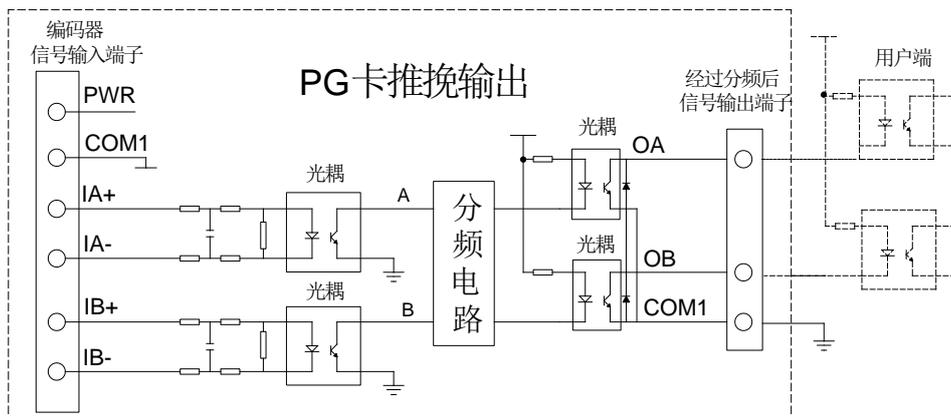 编码器
信号输入端子
PWR
COM1
IA+
IA-
IB+
IB-
PG卡推挽输出
光耦
A
光耦
B
分频电路
光耦
OA
光耦
OB
COM1
经过分频后
信号输出端子
用户端